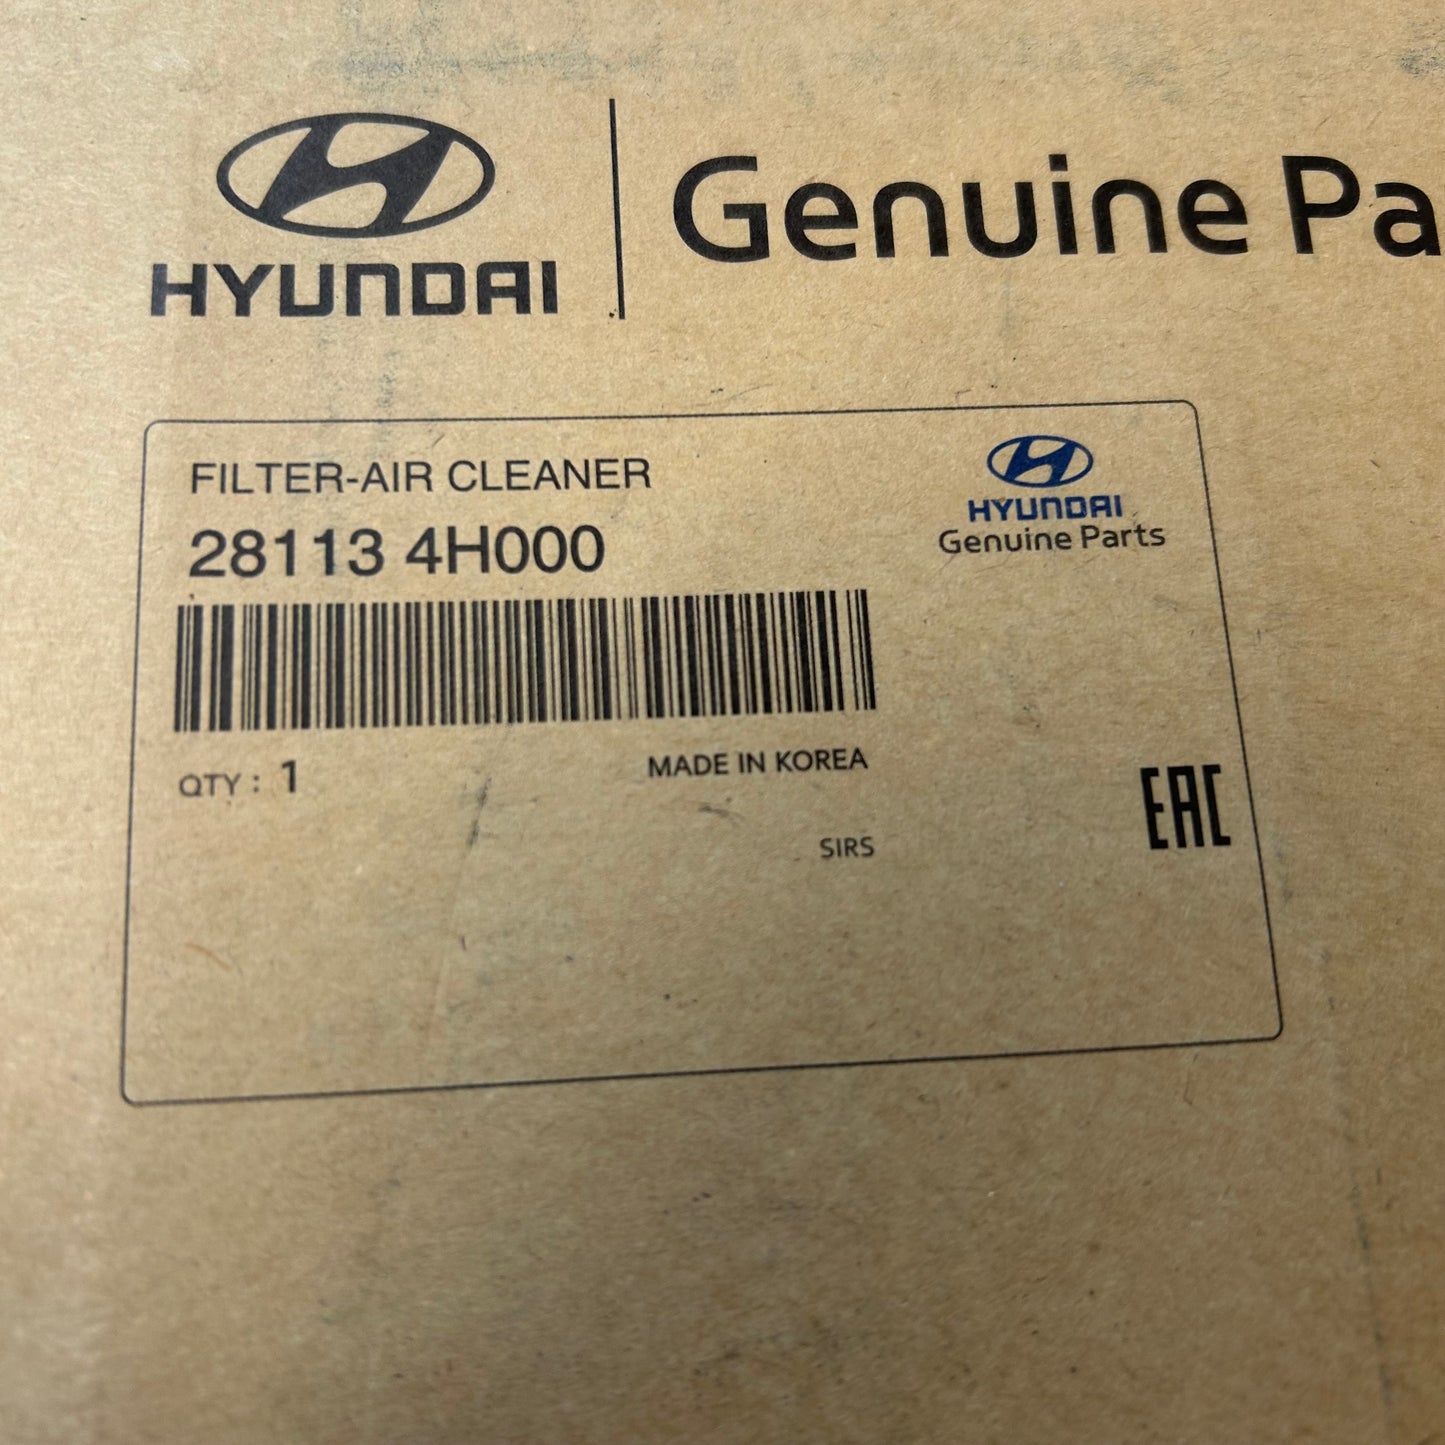 HYUNDAI
Genuine Pa
FILTER-AIR CLEANER
28113 4H000
HYUNDAI
Genuine Parts
QTY : 1
MADE IN KOREA
SIRS
EAC